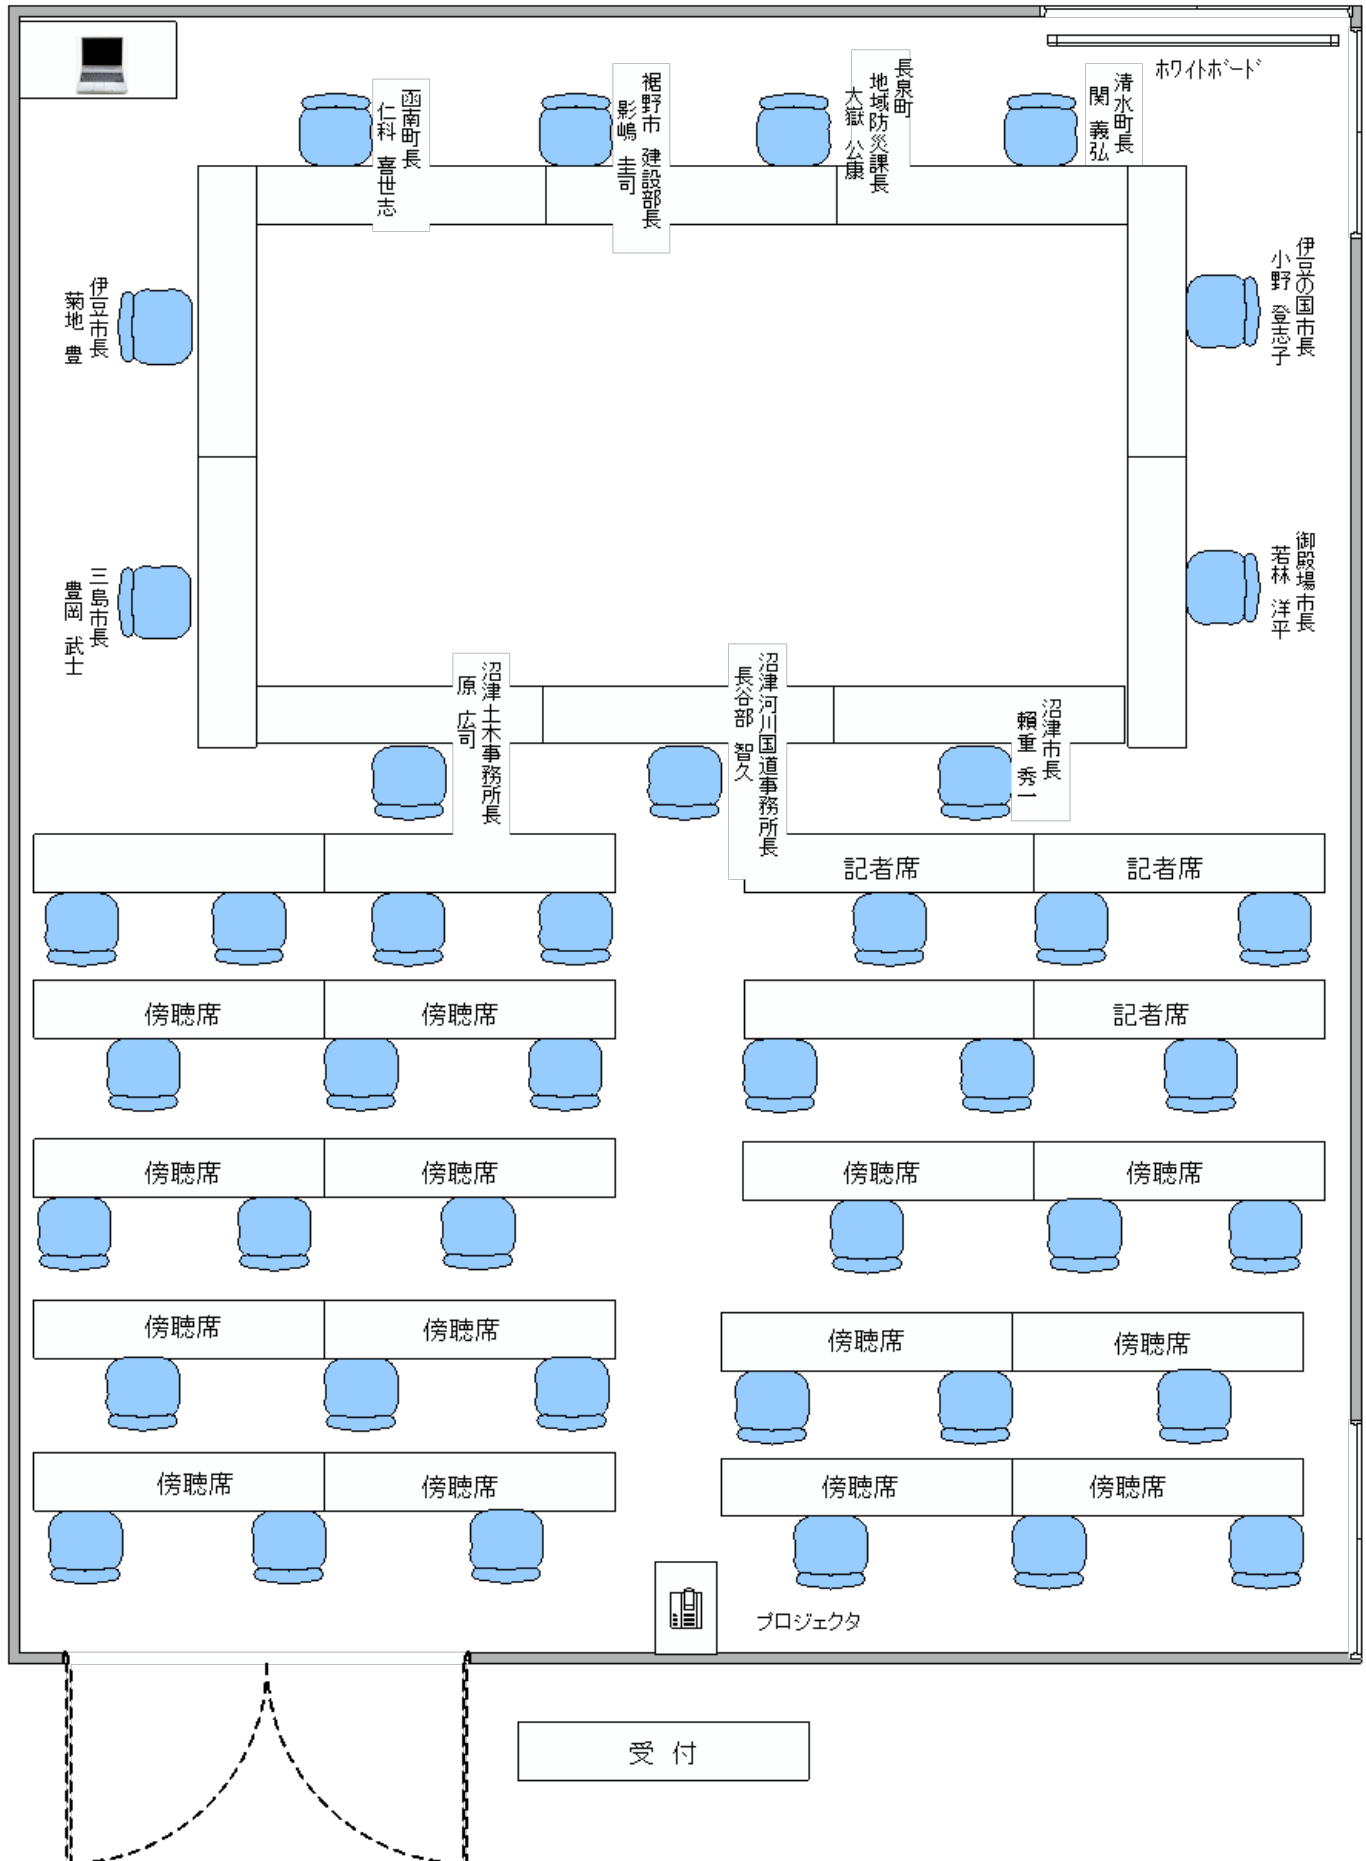 ホワイトボード
函南町長
仁科 喜世志
裾野市 建設部長
影嶋 圭司
長泉町
地域防災課長
大嶽 公康
清水町長
関 義弘
伊豆市長
菊地 豊
伊豆の国市長
小野 登志子
三島市長
豊岡 武士
御殿場市長
若林 洋平
沼津土木事務所長
原 広司
沼津河川国道事務所長
長谷部 智久
沼津市長
賴重 秀一
記者席
記者席
傍聴席
傍聴席
記者席
傍聴席
傍聴席
傍聴席
傍聴席
傍聴席
傍聴席
傍聴席
傍聴席
傍聴席
傍聴席
傍聴席
傍聴席
プロジェクタ
受 付